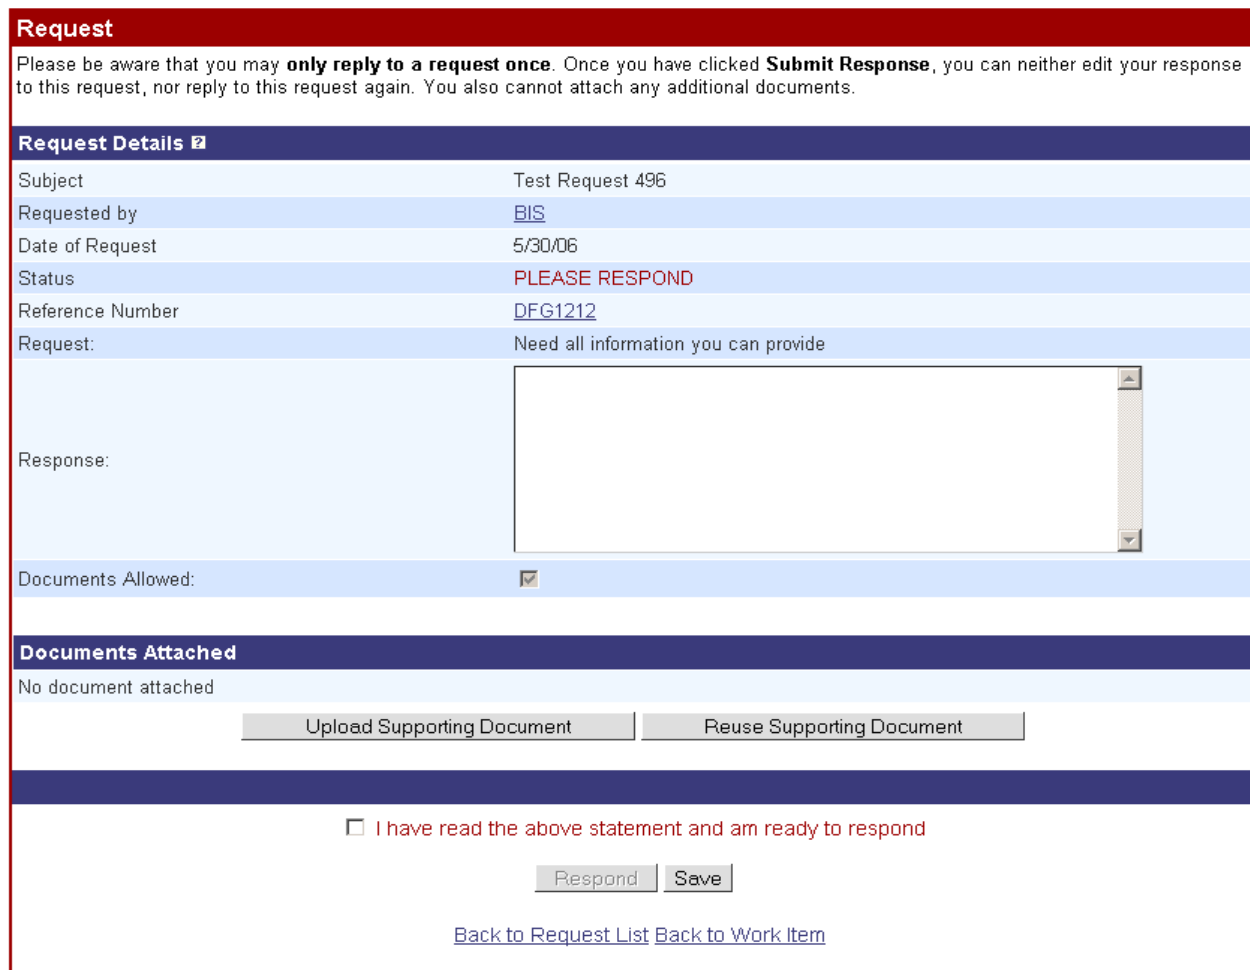 Request
Please be aware that you may only reply to a request once. Once you have clicked Submit Response, you can neither edit your response
to this request, nor reply to this request again. You also cannot attach any additional documents.
Request Details ?
Subject Test Request 496
Requested by BIS
Date of Request 5/30/06
Status PLEASE RESPOND
Reference Number DFG1212
Request: Need all information you can provide
Response:
Documents Allowed:
Documents Attached
No document attached
Upload Supporting Document Reuse Supporting Document
I have read the above statement and am ready to respond
Respond Save
Back to Request List Back to Work Item